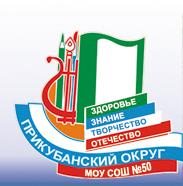 ЗДОРОВЬЕ
ЗНАНИЕ
ТВОРЧЕСТВО
ОТЕЧЕСТВО
ПРИКУБАНСКИЙ ОКРУГ
МОУ СОШ №50